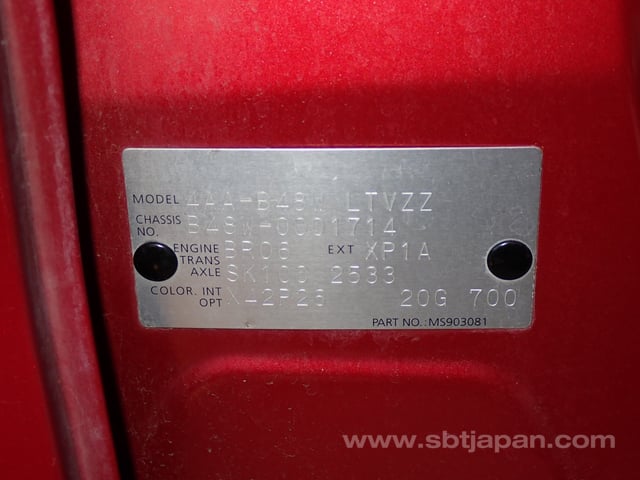 MODEL 4AA-B48W LTVZZ
CHASSIS NO. B48W-0001714
ENGINE BR06 EXT XP1A
TRANS AXLE SK100 2533
COLOR. INT OPT X42P26 20G 700
PART NO.:MS903081
www.sbtjapan.com